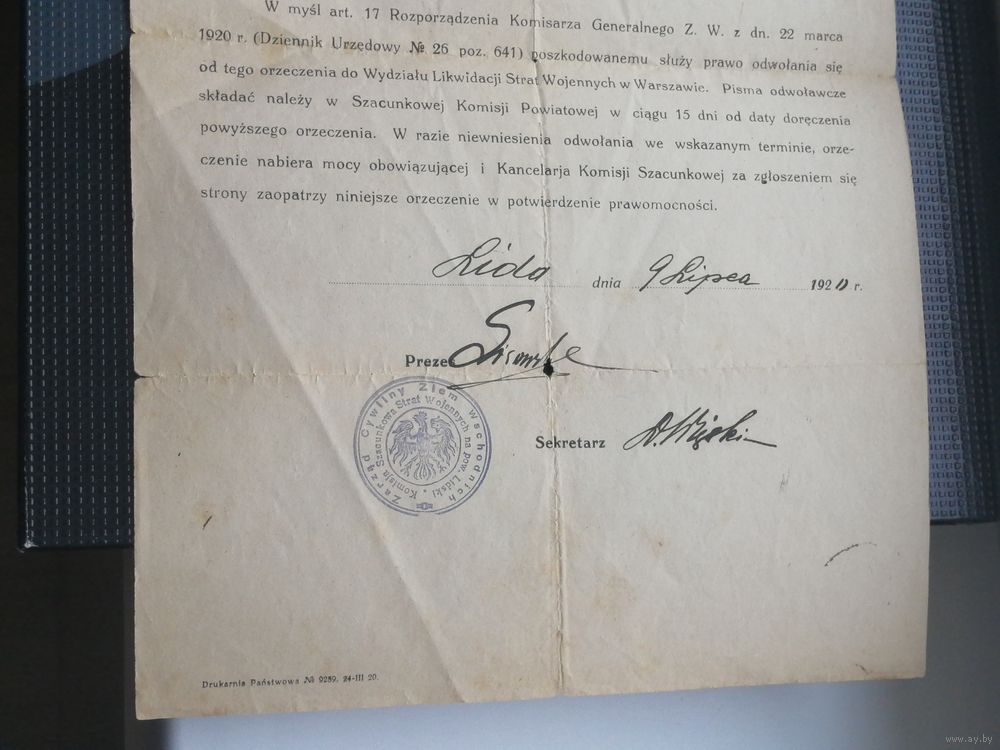 W myśl art. 17 Rozporządzenia Komisarza Generalnego Z. W. z dn. 22 marca
1920 r. (Dziennik Urzędowy № 26 poz. 641) poszkodowanemu służy prawo odwołania się
od tego orzeczenia do Wydziału Likwidacji Strat Wojennych w Warszawie. Pisma odwoławcze
składać należy w Szacunkowej Komisji Powiatowej w ciągu 15 dni od daty doręczenia
powyższego orzeczenia. W razie niewniesienia odwołania we wskazanym terminie, orze-
czenie nabiera mocy obowiązującej i Kancelarja Komisji Szacunkowej za zgłoszeniem się
strony zaopatrzy niniejsze orzeczenie w potwierdzenie prawomocności.
Lida dnia 9 Lipca 1920 r.
Prezes
Zarząd Cywilny Ziem Wschodnich
Komisja Szacunkowa Strat Wojennych na pow. Lidski
Sekretarz
Drukarnia Państwowa № 9289. 24-III 20.
www.ay.by